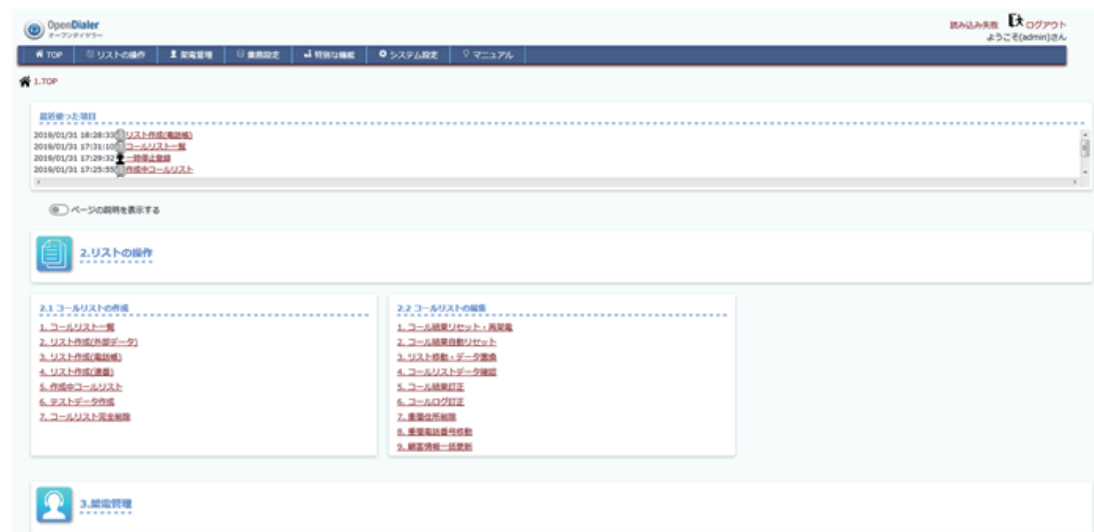 OpenDialer
オープンダイヤラー
読み込み失敗 ログアウト
ようこそ(admin)さん
TOP リストの操作 架電管理 業務設定 特別な機能 システム設定 マニュアル
1.TOP
最近使った項目
2019/01/31 18:28:33 リスト作成(電話帳)
2019/01/31 17:31:10 コールリスト一覧
2019/01/31 17:29:32 一時停止登録
2019/01/31 17:25:55 作成中コールリスト
ページの説明を表示する
2.リストの操作
2.1 コールリストの作成
1. コールリスト一覧
2. リスト作成(外部データ)
3. リスト作成(電話帳)
4. リスト作成(連番)
5. 作成中コールリスト
6. テストデータ作成
7. コールリスト完全削除
2.2 コールリストの編集
1. コール結果リセット・再架電
2. コール結果自動リセット
3. リスト移動・データ置換
4. コールリストデータ確認
5. コール結果訂正
6. コールログ訂正
7. 重複住所削除
8. 重複電話番号移動
9. 顧客情報一括更新
3.架電管理